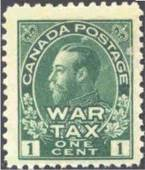 CANADA POSTAGE
WAR
TAX
1 ONE CENT 1